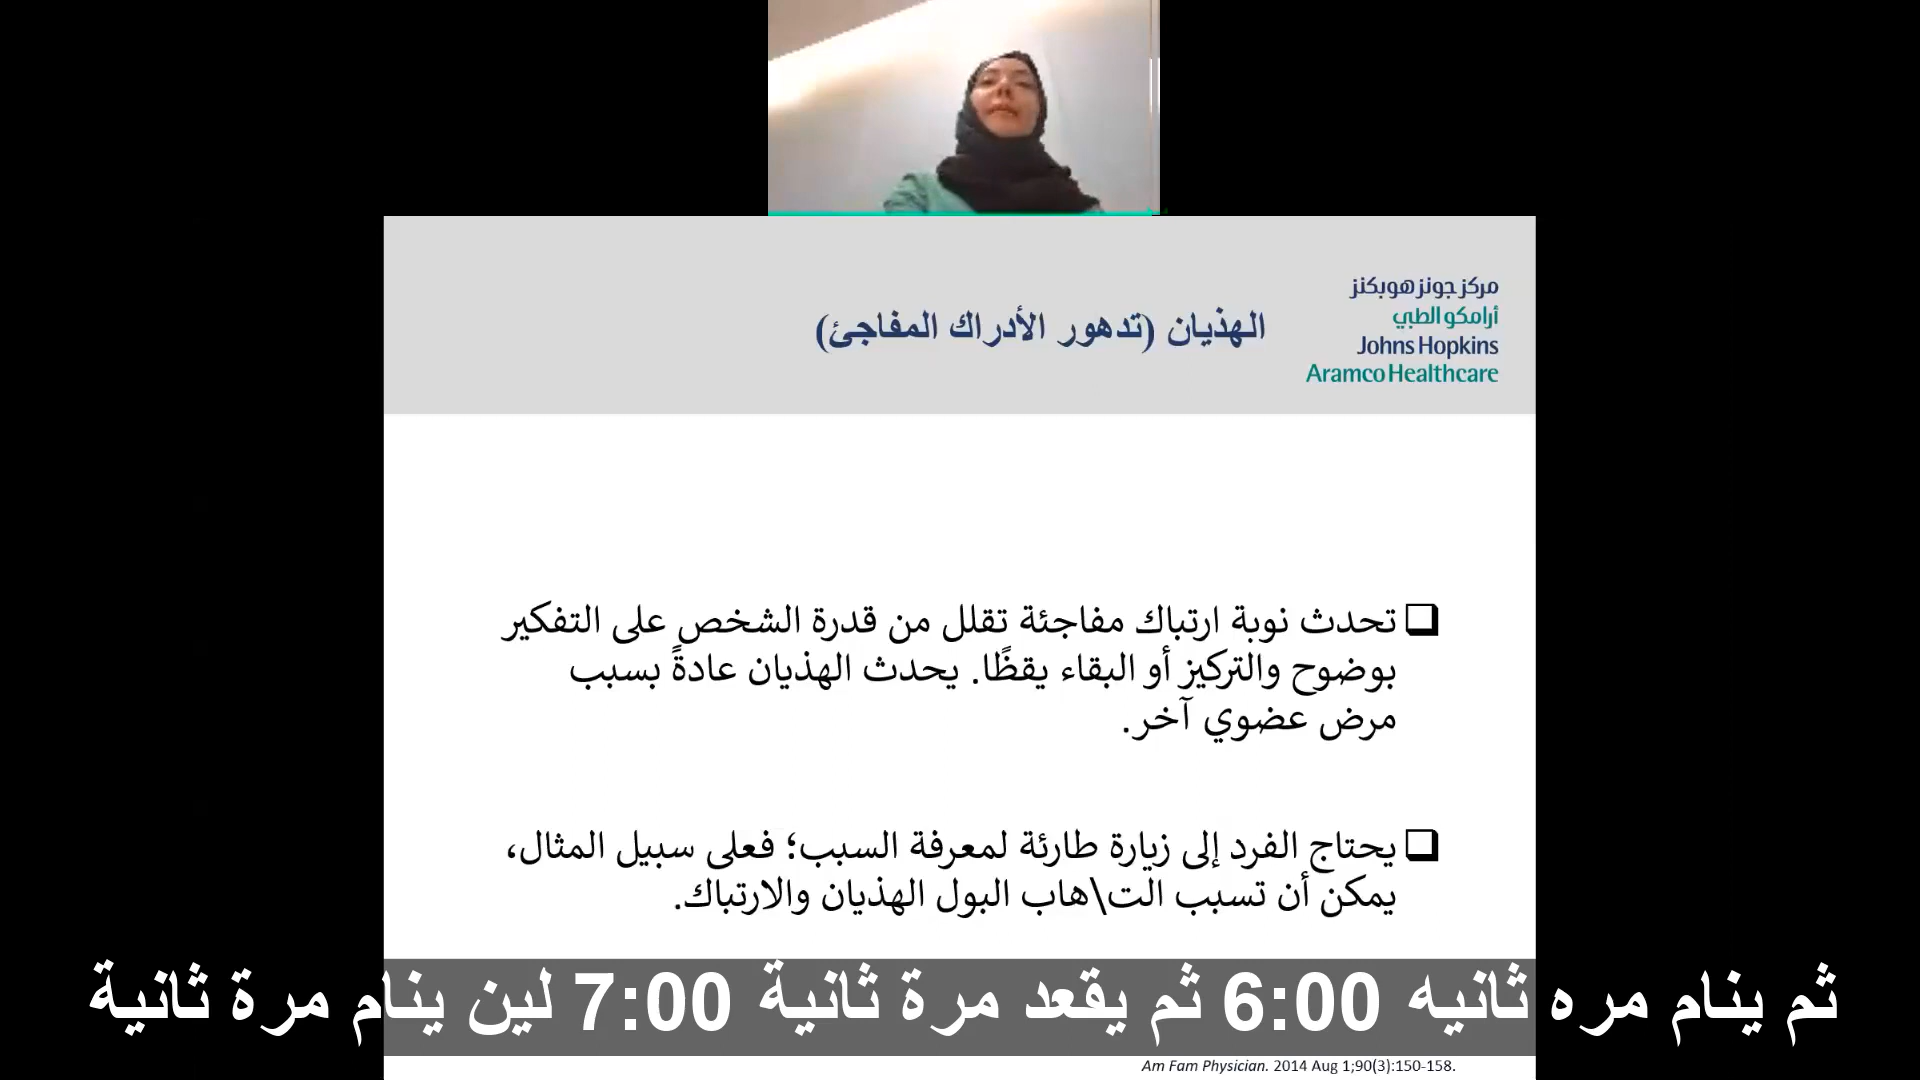 مركز جونز هوبكنز
أرامكو الطبي
Johns Hopkins
Aramco Healthcare
الهذيان (تدهور الأدراك المفاجئ)
تحدث نوبة ارتباك مفاجئة تقلل من قدرة الشخص على التفكير
بوضوح والتركيز أو البقاء يقظًا. يحدث الهذيان عادةً بسبب
مرض عضوي آخر.
يحتاج الفرد إلى زيارة طارئة لمعرفة السبب؛ فعلى سبيل المثال،
يمكن أن تسبب الت\هاب البول الهذيان والارتباك.
ثم ينام مره ثانيه 6:00 ثم يقعد مرة ثانية 7:00 لين ينام مرة ثانية
Am Fam Physician. 2014 Aug 1;90(3):150-158.